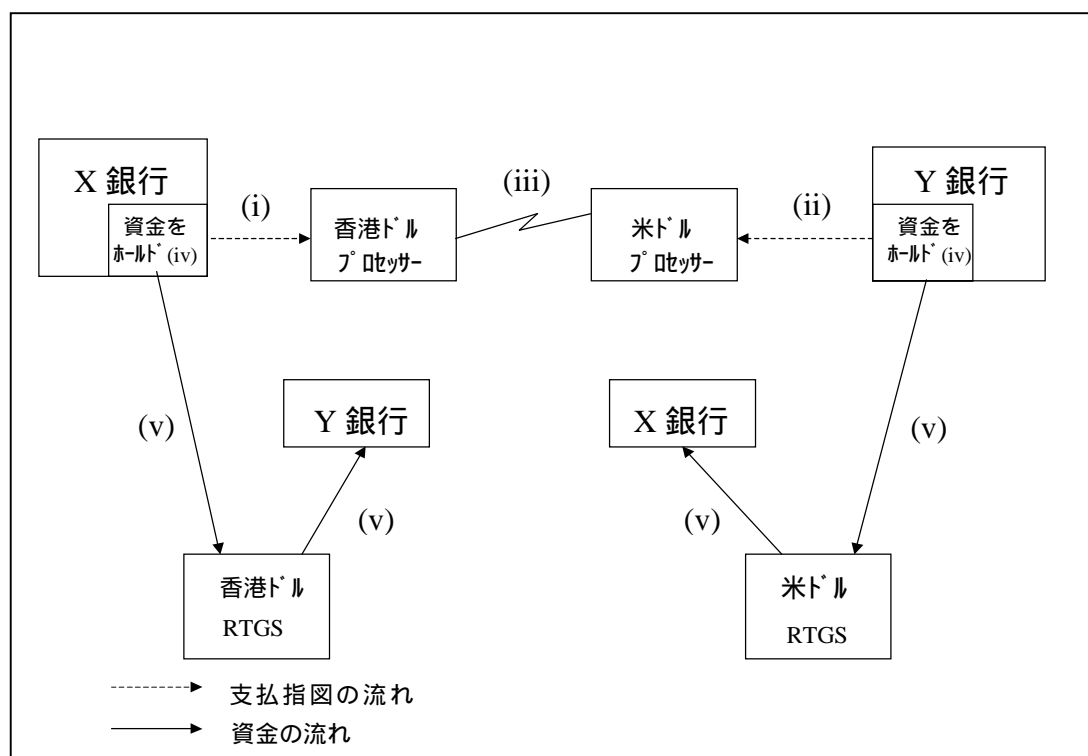 X 銀行
資金を
ﾎｰﾙﾄﾞ(iv)
(i)
香港ﾄﾞﾙ
ﾌﾟﾛｾｯｻｰ
(iii)
米ﾄﾞﾙ
ﾌﾟﾛｾｯｻｰ
(ii)
Y 銀行
資金を
ﾎｰﾙﾄﾞ(iv)
(v)
Y 銀行
(v)
X 銀行
(v)
(v)
香港ﾄﾞﾙ
RTGS
米ﾄﾞﾙ
RTGS
支払指図の流れ
資金の流れ